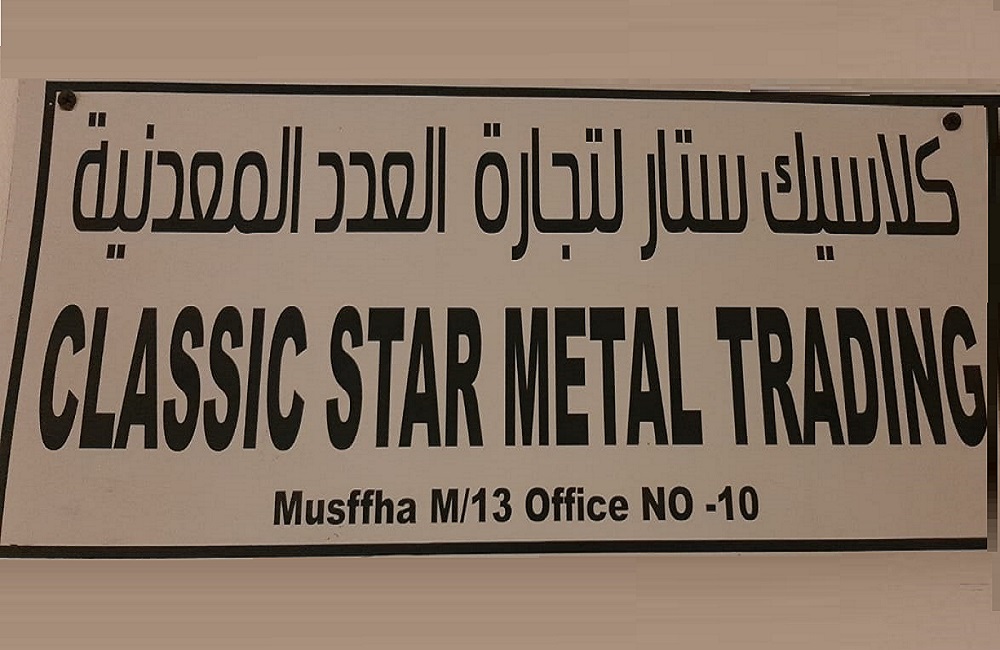 كلاسيك ستار لتجارة العدد المعدنية
CLASSIC STAR METAL TRADING
Musffha M/13 Office NO -10